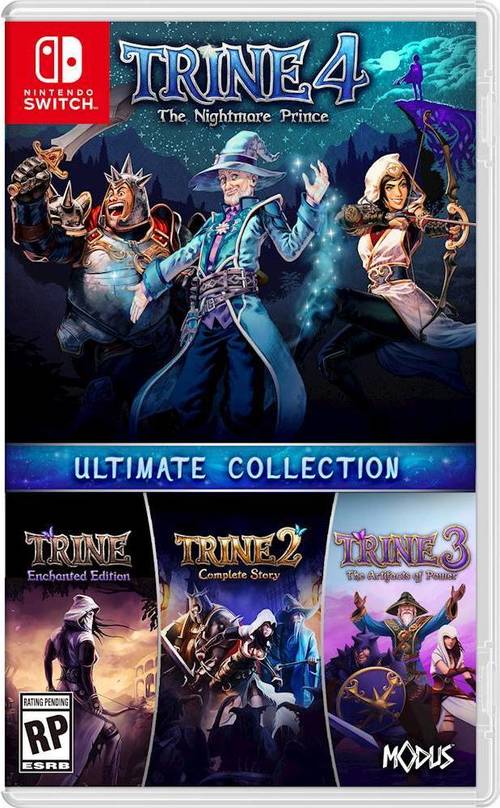 NINTENDO
SWITCH
TRINE 4
The Nightmare Prince
ULTIMATE COLLECTION
TRINE
Enchanted Edition
TRINE 2
Complete Story
TRINE 3
The Artifacts of Power
RATING PENDING
RP
ESRB
MODUS